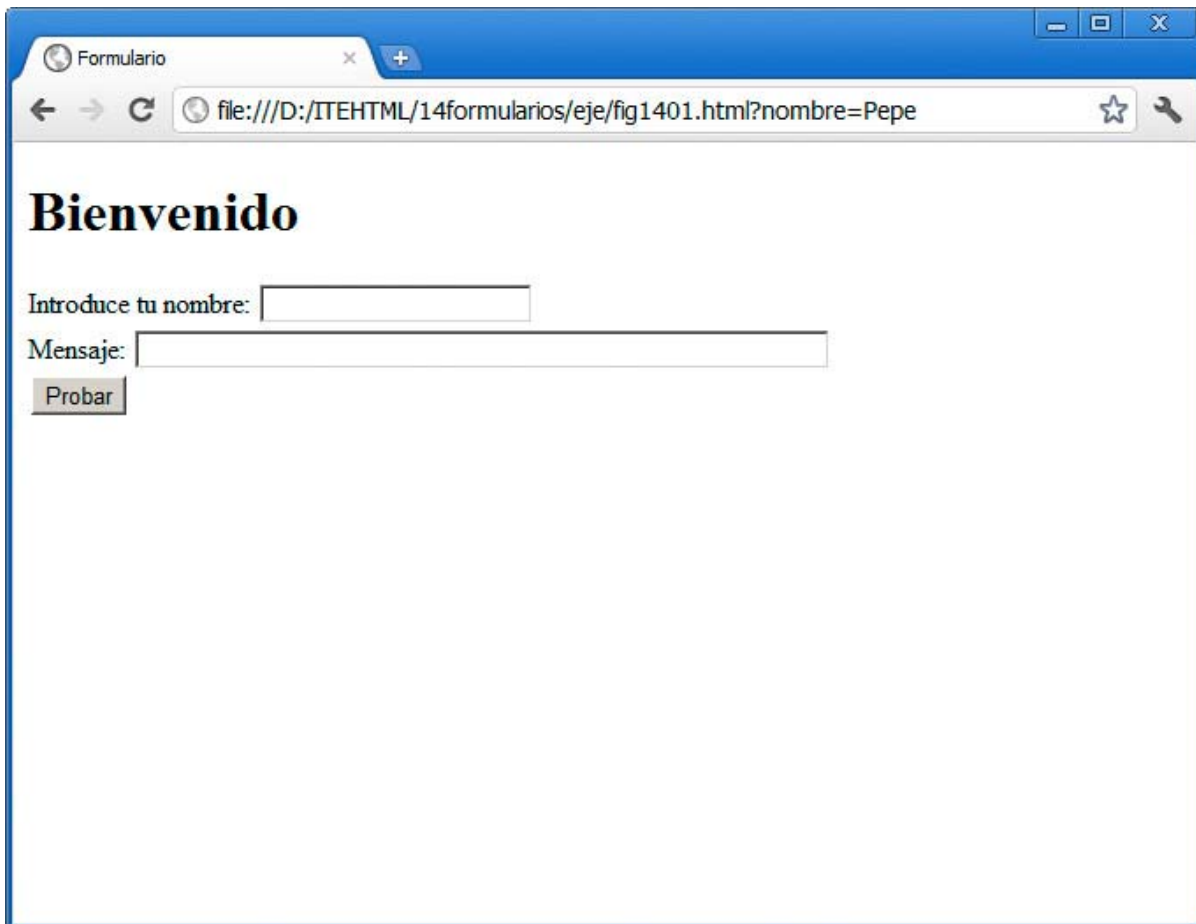 Formulario
file:///D:/ITEHTML/14formularios/eje/fig1401.html?nombre=Pepe
Bienvenido
Introduce tu nombre:
Mensaje:
Probar